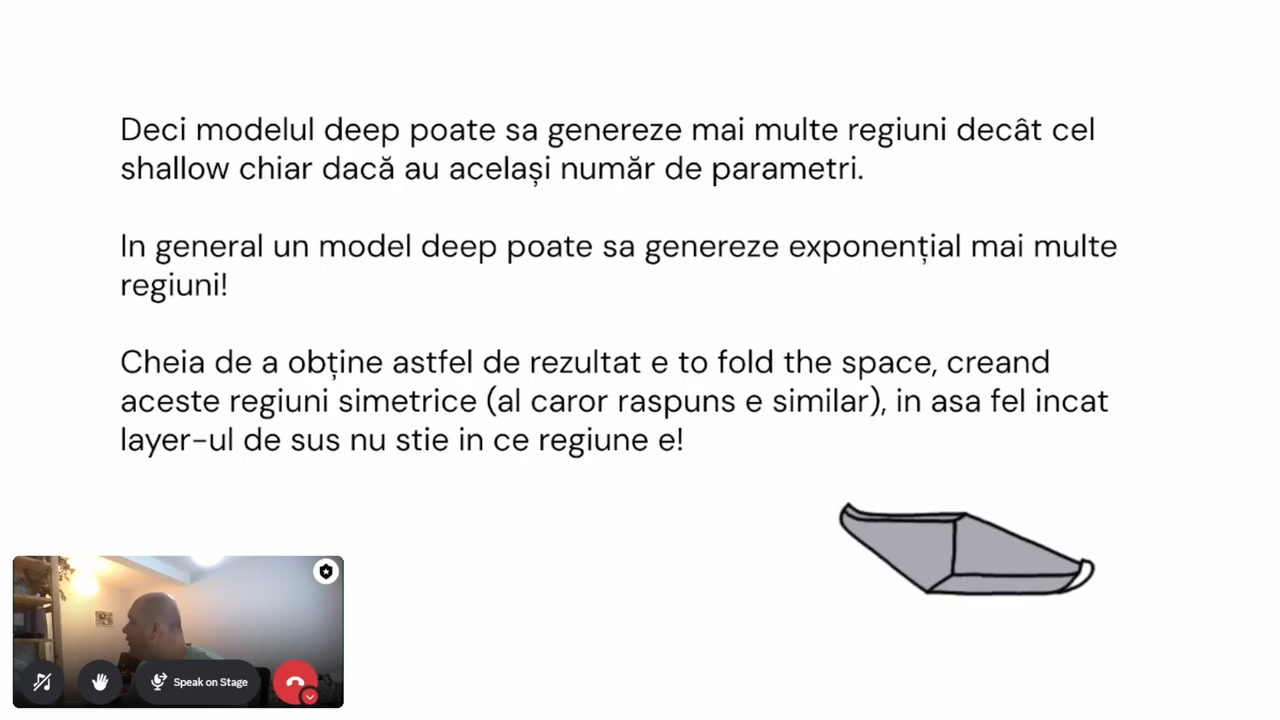 Deci modelul deep poate sa genereze mai multe regiuni decât cel
shallow chiar dacă au același număr de parametri.
In general un model deep poate sa genereze exponențial mai multe
regiuni!
Cheia de a obține astfel de rezultat e to fold the space, creand
aceste regiuni simetrice (al caror raspuns e similar), in asa fel incat
layer-ul de sus nu stie in ce regiune e!
Speak on Stage